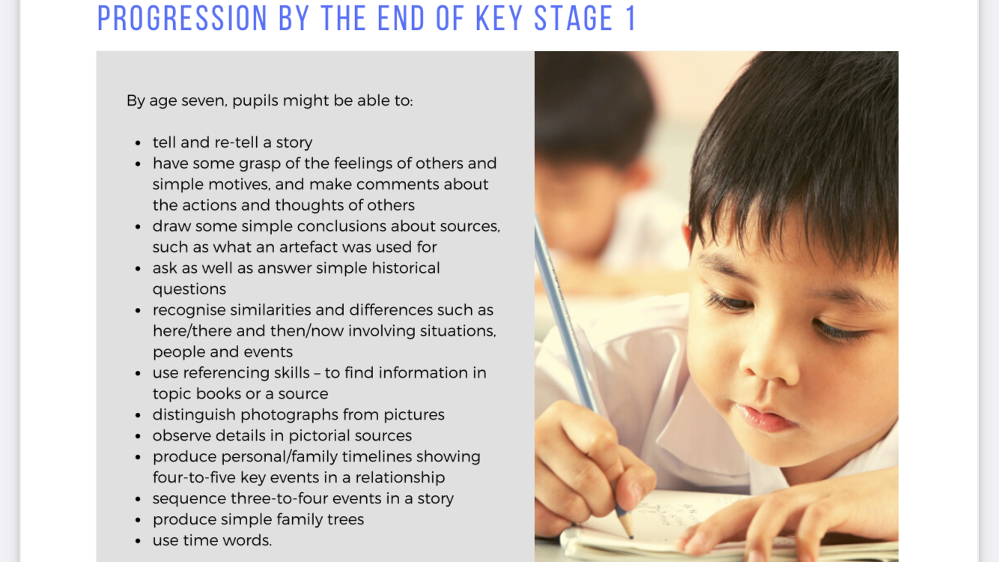 PROGRESSION BY THE END OF KEY STAGE 1
By age seven, pupils might be able to:
• tell and re-tell a story
• have some grasp of the feelings of others and
simple motives, and make comments about
the actions and thoughts of others
• draw some simple conclusions about sources,
such as what an artefact was used for
• ask as well as answer simple historical
questions
• recognise similarities and differences such as
here/there and then/now involving situations,
people and events
• use referencing skills – to find information in
topic books or a source
• distinguish photographs from pictures
• observe details in pictorial sources
• produce personal/family timelines showing
four-to-five key events in a relationship
• sequence three-to-four events in a story
• produce simple family trees
• use time words.